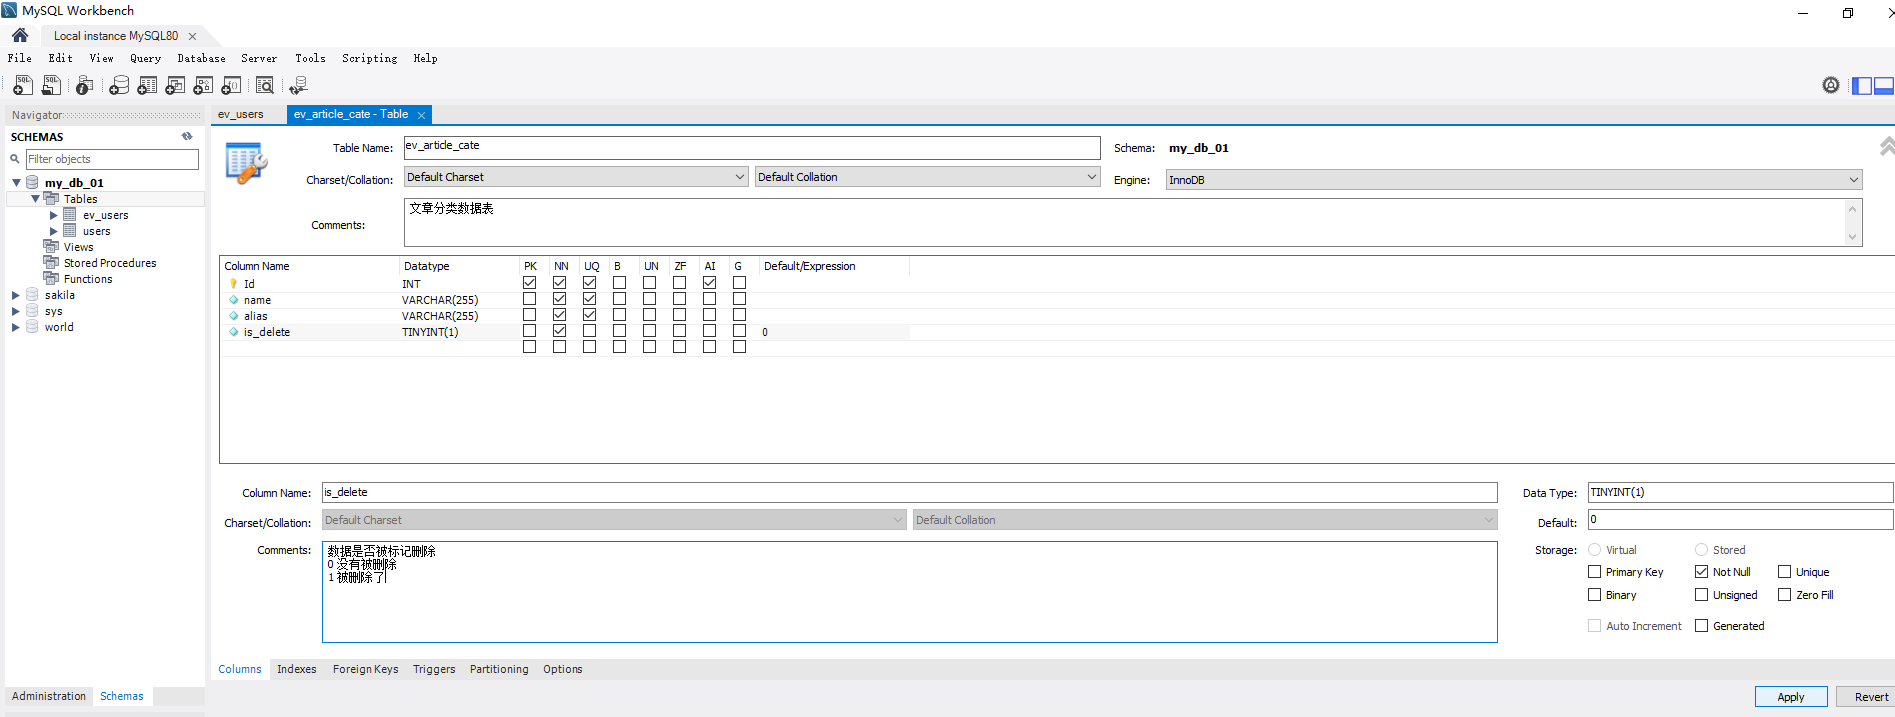 MySQL Workbench
Local instance MySQL80
File Edit View Query Database Server Tools Scripting Help
Navigator
SCHEMAS
Filter objects
my_db_01
Tables
ev_users
users
Views
Stored Procedures
Functions
sakila
sys
world
Administration Schemas
ev_users ev_article_cate - Table
Table Name: ev_article_cate Schema: my_db_01
Charset/Collation: Default Charset Default Collation Engine: InnoDB
Comments: 文章分类数据表
Column Name Datatype PK NN UQ B UN ZF AI G Default/Expression
Id INT
name VARCHAR(255)
alias VARCHAR(255)
is_delete TINYINT(1) 0
Column Name: is_delete Data Type: TINYINT(1)
Charset/Collation: Default Charset Default Collation Default: 0
Comments: 数据是否被标记删除
0 没有被删除
1 被删除了
Storage: Virtual Stored
Primary Key Not Null Unique
Binary Unsigned Zero Fill
Auto Increment Generated
Columns Indexes Foreign Keys Triggers Partitioning Options
Apply Revert